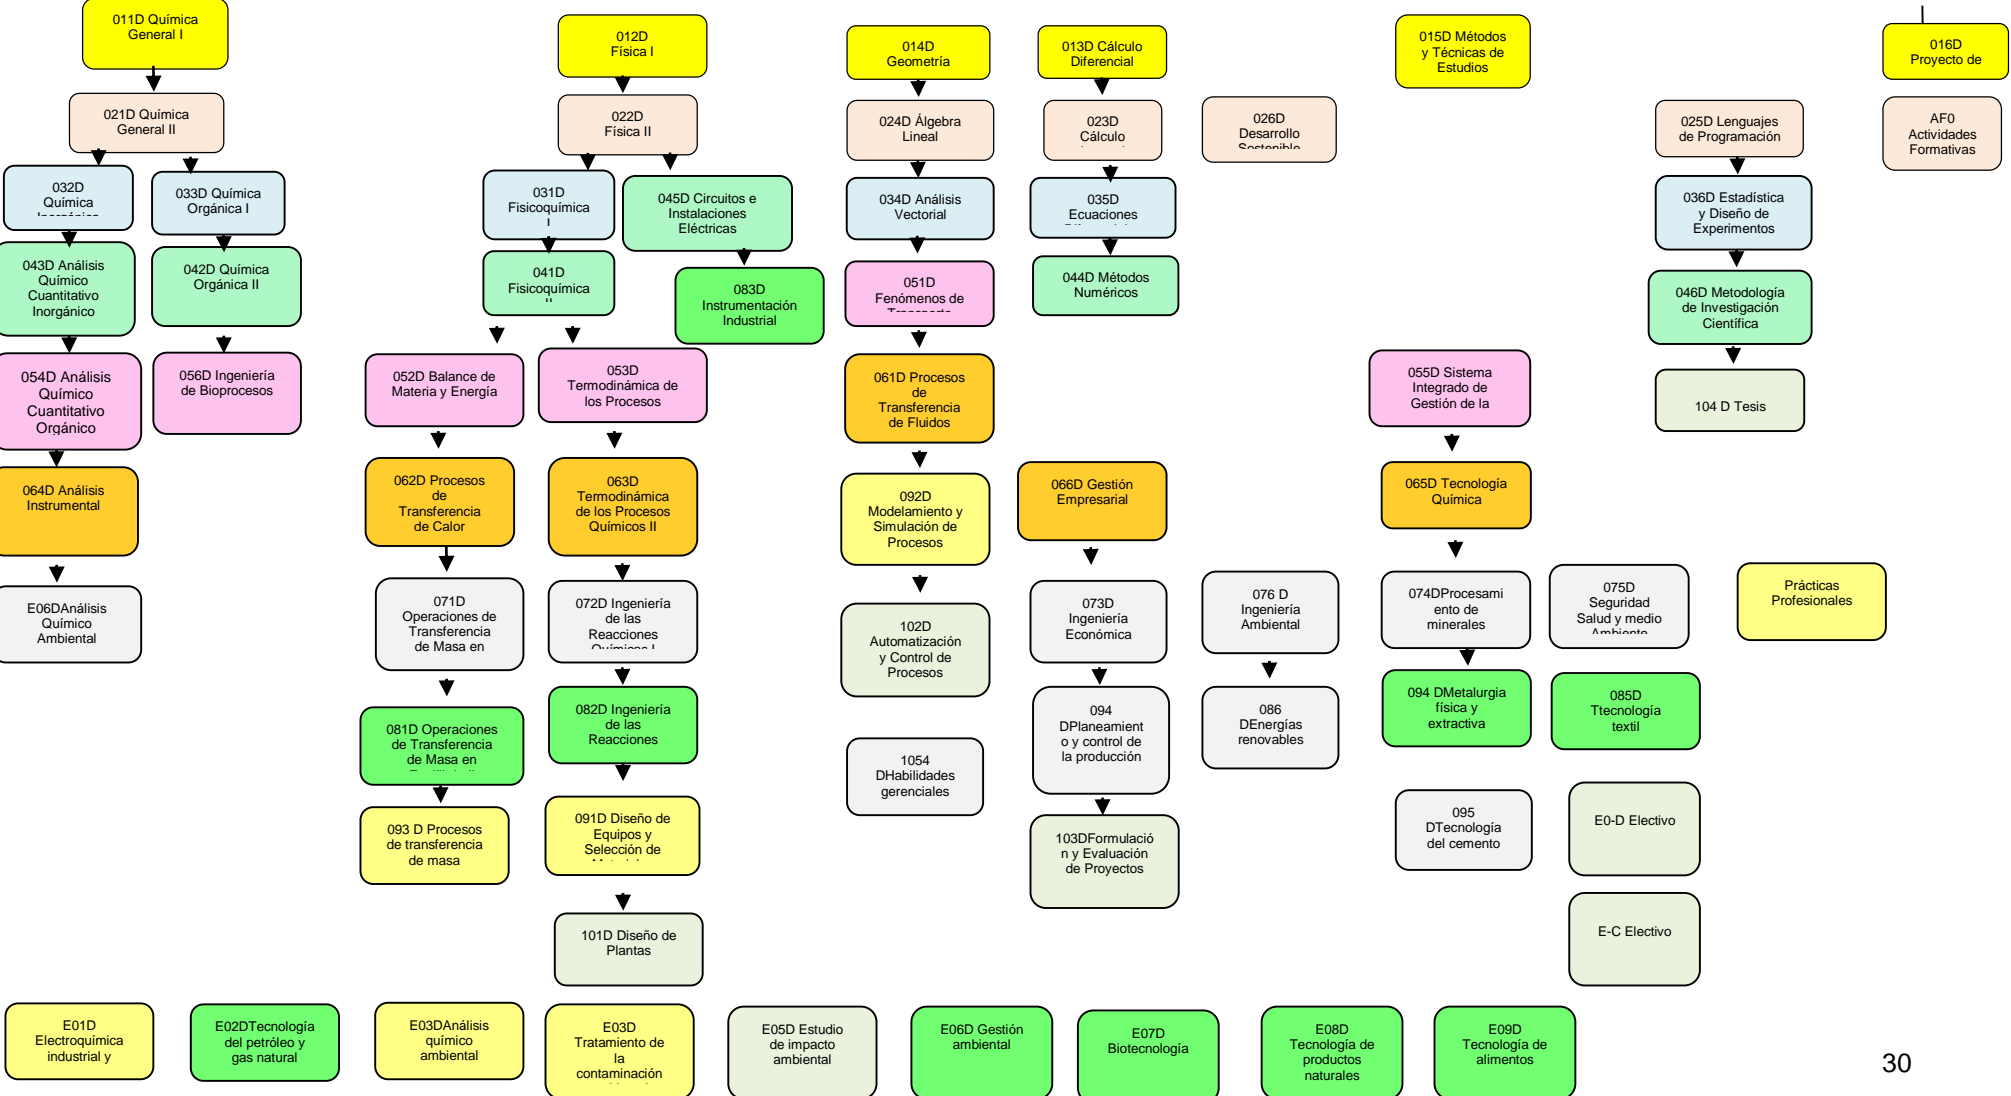 011D Química
General I
012D
Física I
014D
Geometría
013D Cálculo
Diferencial
015D Métodos
y Técnicas de
Estudios
016D
Proyecto de
021D Química
General II
022D
Física II
024D Álgebra
Lineal
023D
Cálculo
026D
Desarrollo
Sostenible
025D Lenguajes
de Programación
AF0
Actividades
Formativas
032D
Química
Inorgánica
033D Química
Orgánica I
031D
Fisicoquímica
I
045D Circuitos e
Instalaciones
Eléctricas
034D Análisis
Vectorial
035D
Ecuaciones
036D Estadística
y Diseño de
Experimentos
043D Análisis
Químico
Cuantitativo
Inorgánico
042D Química
Orgánica II
041D
Fisicoquímica
II
083D
Instrumentación
Industrial
051D
Fenómenos de
Transporte
044D Métodos
Numéricos
046D Metodología
de Investigación
Científica
054D Análisis
Químico
Cuantitativo
Orgánico
056D Ingeniería
de Bioprocesos
052D Balance de
Materia y Energía
053D
Termodinámica de
los Procesos
061D Procesos
de
Transferencia
de Fluidos
055D Sistema
Integrado de
Gestión de la
104 D Tesis
064D Análisis
Instrumental
062D Procesos
de
Transferencia
de Calor
063D
Termodinámica
de los Procesos
Químicos II
092D
Modelamiento y
Simulación de
Procesos
066D Gestión
Empresarial
065D Tecnología
Química
E06DAnálisis
Químico
Ambiental
071D
Operaciones de
Transferencia
de Masa en
072D Ingeniería
de las
Reacciones
Químicas I
102D
Automatización
y Control de
Procesos
073D
Ingeniería
Económica
076 D
Ingeniería
Ambiental
074DProcesami
ento de
minerales
075D
Seguridad
Salud y medio
Ambiente
Prácticas
Profesionales
081D Operaciones
de Transferencia
de Masa en
082D Ingeniería
de las
Reacciones
094
DPlaneamient
o y control de
la producción
086
DEnergías
renovables
094 DMetalurgia
física y
extractiva
085D
Ttecnología
textil
1054
DHabilidades
gerenciales
093 D Procesos
de transferencia
de masa
091D Diseño de
Equipos y
Selección de
103DFormulació
n y Evaluación
de Proyectos
095
DTecnología
del cemento
E0-D Electivo
101D Diseño de
Plantas
E-C Electivo
E01D
Electroquímica
industrial y
E02DTecnología
del petróleo y
gas natural
E03DAnálisis
químico
ambiental
E03D
Tratamiento de
la
contaminación
E05D Estudio
de impacto
ambiental
E06D Gestión
ambiental
E07D
Biotecnología
E08D
Tecnología de
productos
naturales
E09D
Tecnología de
alimentos
30